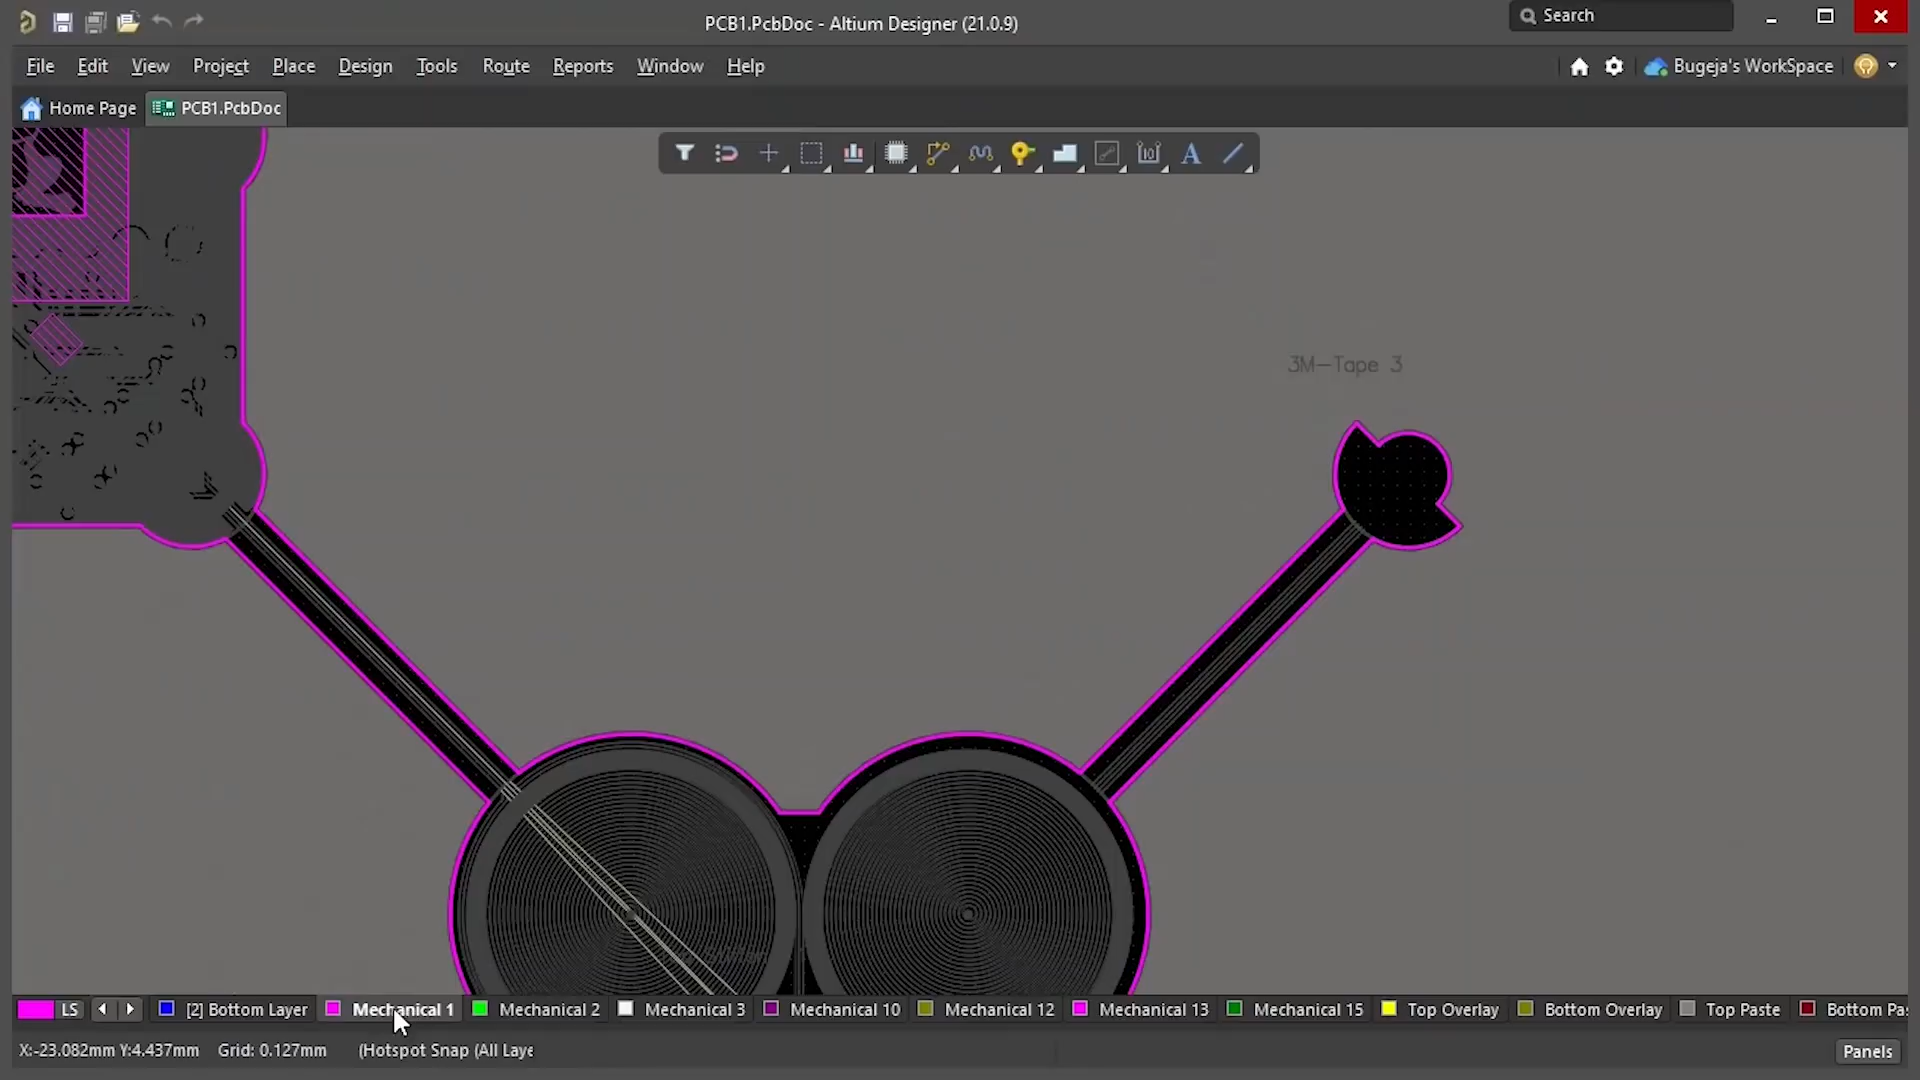 PCB1.PcbDoc - Altium Designer (21.0.9)
Search
File Edit View Project Place Design Tools Route Reports Window Help
Bugeja's WorkSpace
Home Page PCB1.PcbDoc
3M-Tape 3
LS [2] Bottom Layer Mechanical 1 Mechanical 2 Mechanical 3 Mechanical 10 Mechanical 12 Mechanical 13 Mechanical 15 Top Overlay Bottom Overlay Top Paste Bottom Pas
X:-23.082mm Y:4.437mm Grid: 0.127mm (Hotspot Snap (All Laye
Panels